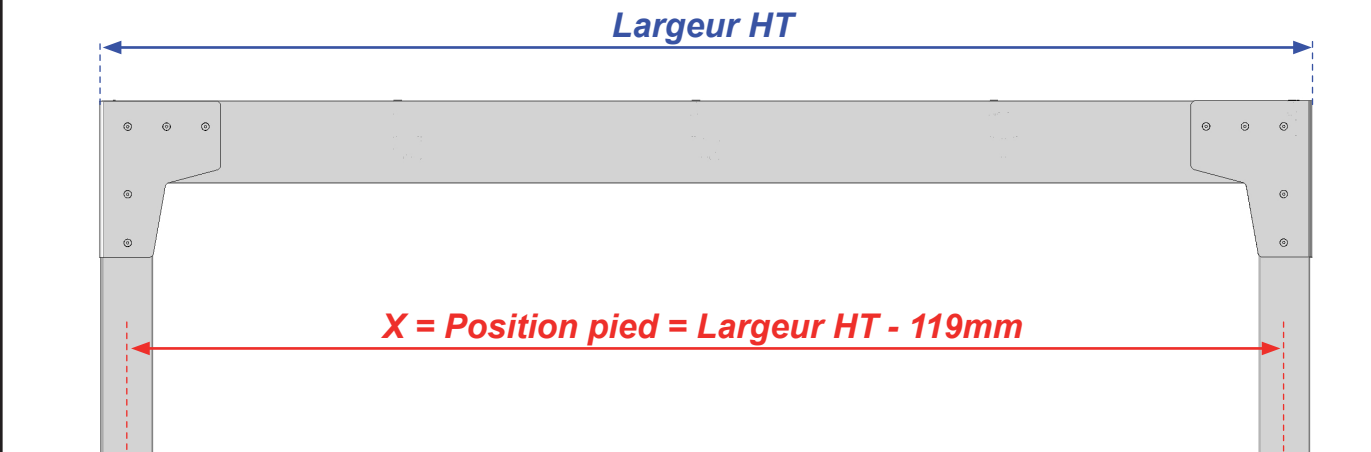 Largeur HT
X = Position pied = Largeur HT - 119mm